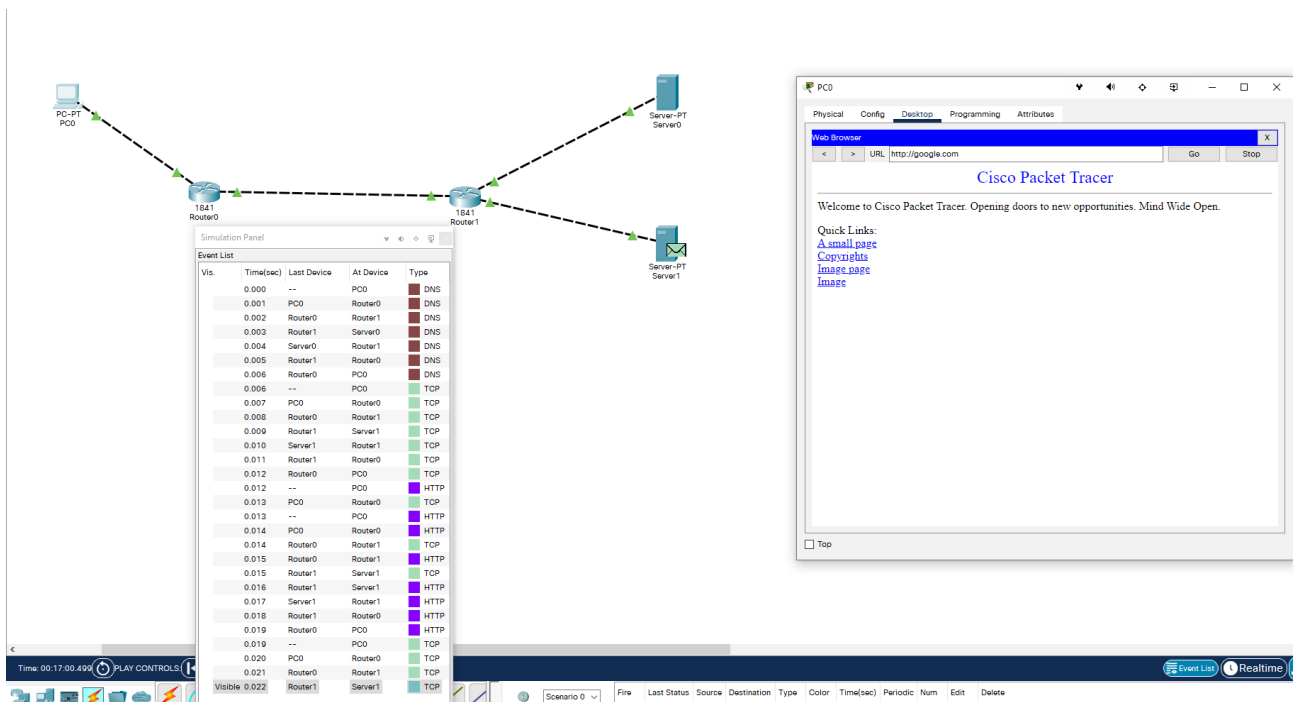 PC-PT
PC0
1841
Router0
1841
Router1
Server-PT
Server0
Server-PT
Server1
Simulation Panel
Event List
Vis. Time(sec) Last Device At Device Type
0.000 -- PC0 DNS
0.001 PC0 Router0 DNS
0.002 Router0 Router1 DNS
0.003 Router1 Server0 DNS
0.004 Server0 Router1 DNS
0.005 Router1 Router0 DNS
0.006 Router0 PC0 DNS
0.006 -- PC0 TCP
0.007 PC0 Router0 TCP
0.008 Router0 Router1 TCP
0.009 Router1 Server1 TCP
0.010 Server1 Router1 TCP
0.011 Router1 Router0 TCP
0.012 Router0 PC0 TCP
0.012 -- PC0 HTTP
0.013 PC0 Router0 TCP
0.013 -- PC0 HTTP
0.014 PC0 Router0 HTTP
0.014 Router0 Router1 TCP
0.015 Router0 Router1 HTTP
0.015 Router1 Server1 TCP
0.016 Router1 Server1 HTTP
0.017 Server1 Router1 HTTP
0.018 Router1 Router0 HTTP
0.019 Router0 PC0 HTTP
0.019 -- PC0 TCP
0.020 PC0 Router0 TCP
0.021 Router0 Router1 TCP
Visible 0.022 Router1 Server1 TCP
PC0
Physical Config Desktop Programming Attributes
Web Browser X
< > URL http://google.com Go Stop
Cisco Packet Tracer
Welcome to Cisco Packet Tracer. Opening doors to new opportunities. Mind Wide Open.
Quick Links:
A small page
Copyrights
Image page
Image
Top
Time: 00:17:00.499 PLAY CONTROLS: Event List Realtime
Scenario 0 Fire Last Status Source Destination Type Color Time(sec) Periodic Num Edit Delete